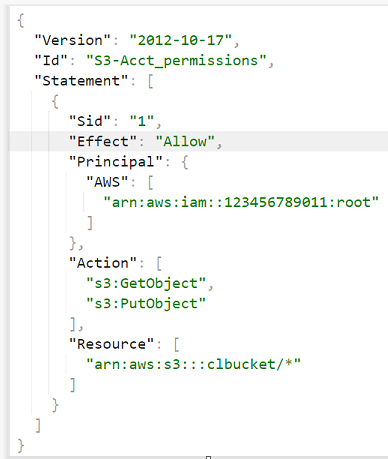 {
"Version": "2012-10-17",
"Id": "S3-Acct_permissions",
"Statement": [
{
"Sid": "1",
"Effect": "Allow",
"Principal": {
"AWS": [
"arn:aws:iam::123456789011:root"
]
},
"Action": [
"s3:GetObject",
"s3:PutObject"
],
"Resource": [
"arn:aws:s3:::clbucket/*"
]
}
]
}